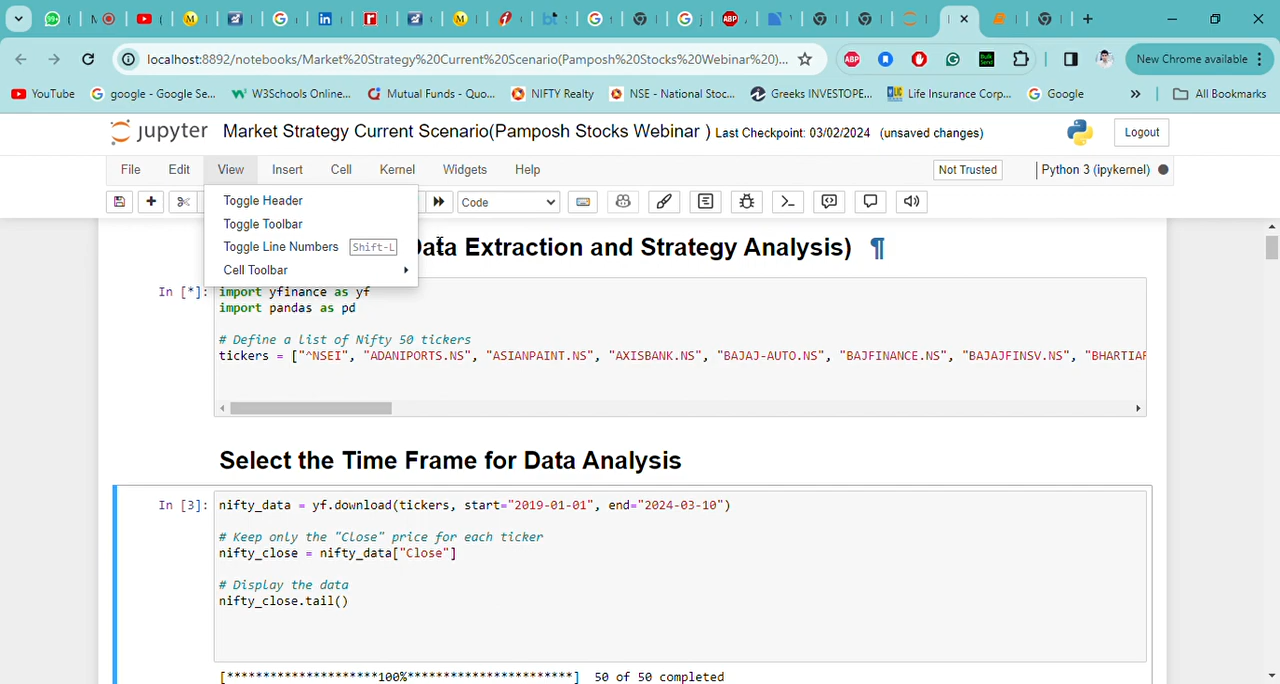 localhost:8892/notebooks/Market%20Strategy%20Current%20Scenario(Pamposh%20Stocks%20Webinar%20)...
New Chrome available
YouTube
google - Google Se...
W3Schools Online...
Mutual Funds - Quo...
NIFTY Realty
NSE - National Stoc...
Greeks INVESTOPE...
Life Insurance Corp...
Google
All Bookmarks
jupyter Market Strategy Current Scenario(Pamposh Stocks Webinar ) Last Checkpoint: 03/02/2024 (unsaved changes)
Logout
File Edit View Insert Cell Kernel Widgets Help
Not Trusted
Python 3 (ipykernel)
Code
Toggle Header
Toggle Toolbar
Toggle Line Numbers Shift-L
Cell Toolbar
Data Extraction and Strategy Analysis) ¶
In [*]: import yfinance as yf
import pandas as pd
# Define a list of Nifty 50 tickers
tickers = ["^NSEI", "ADANIPORTS.NS", "ASIANPAINT.NS", "AXISBANK.NS", "BAJAJ-AUTO.NS", "BAJFINANCE.NS", "BAJAJFINSV.NS", "BHARTIAR
Select the Time Frame for Data Analysis
In [3]: nifty_data = yf.download(tickers, start="2019-01-01", end="2024-03-10")
# Keep only the "Close" price for each ticker
nifty_close = nifty_data["Close"]
# Display the data
nifty_close.tail()
[*********************100%***********************] 50 of 50 completed